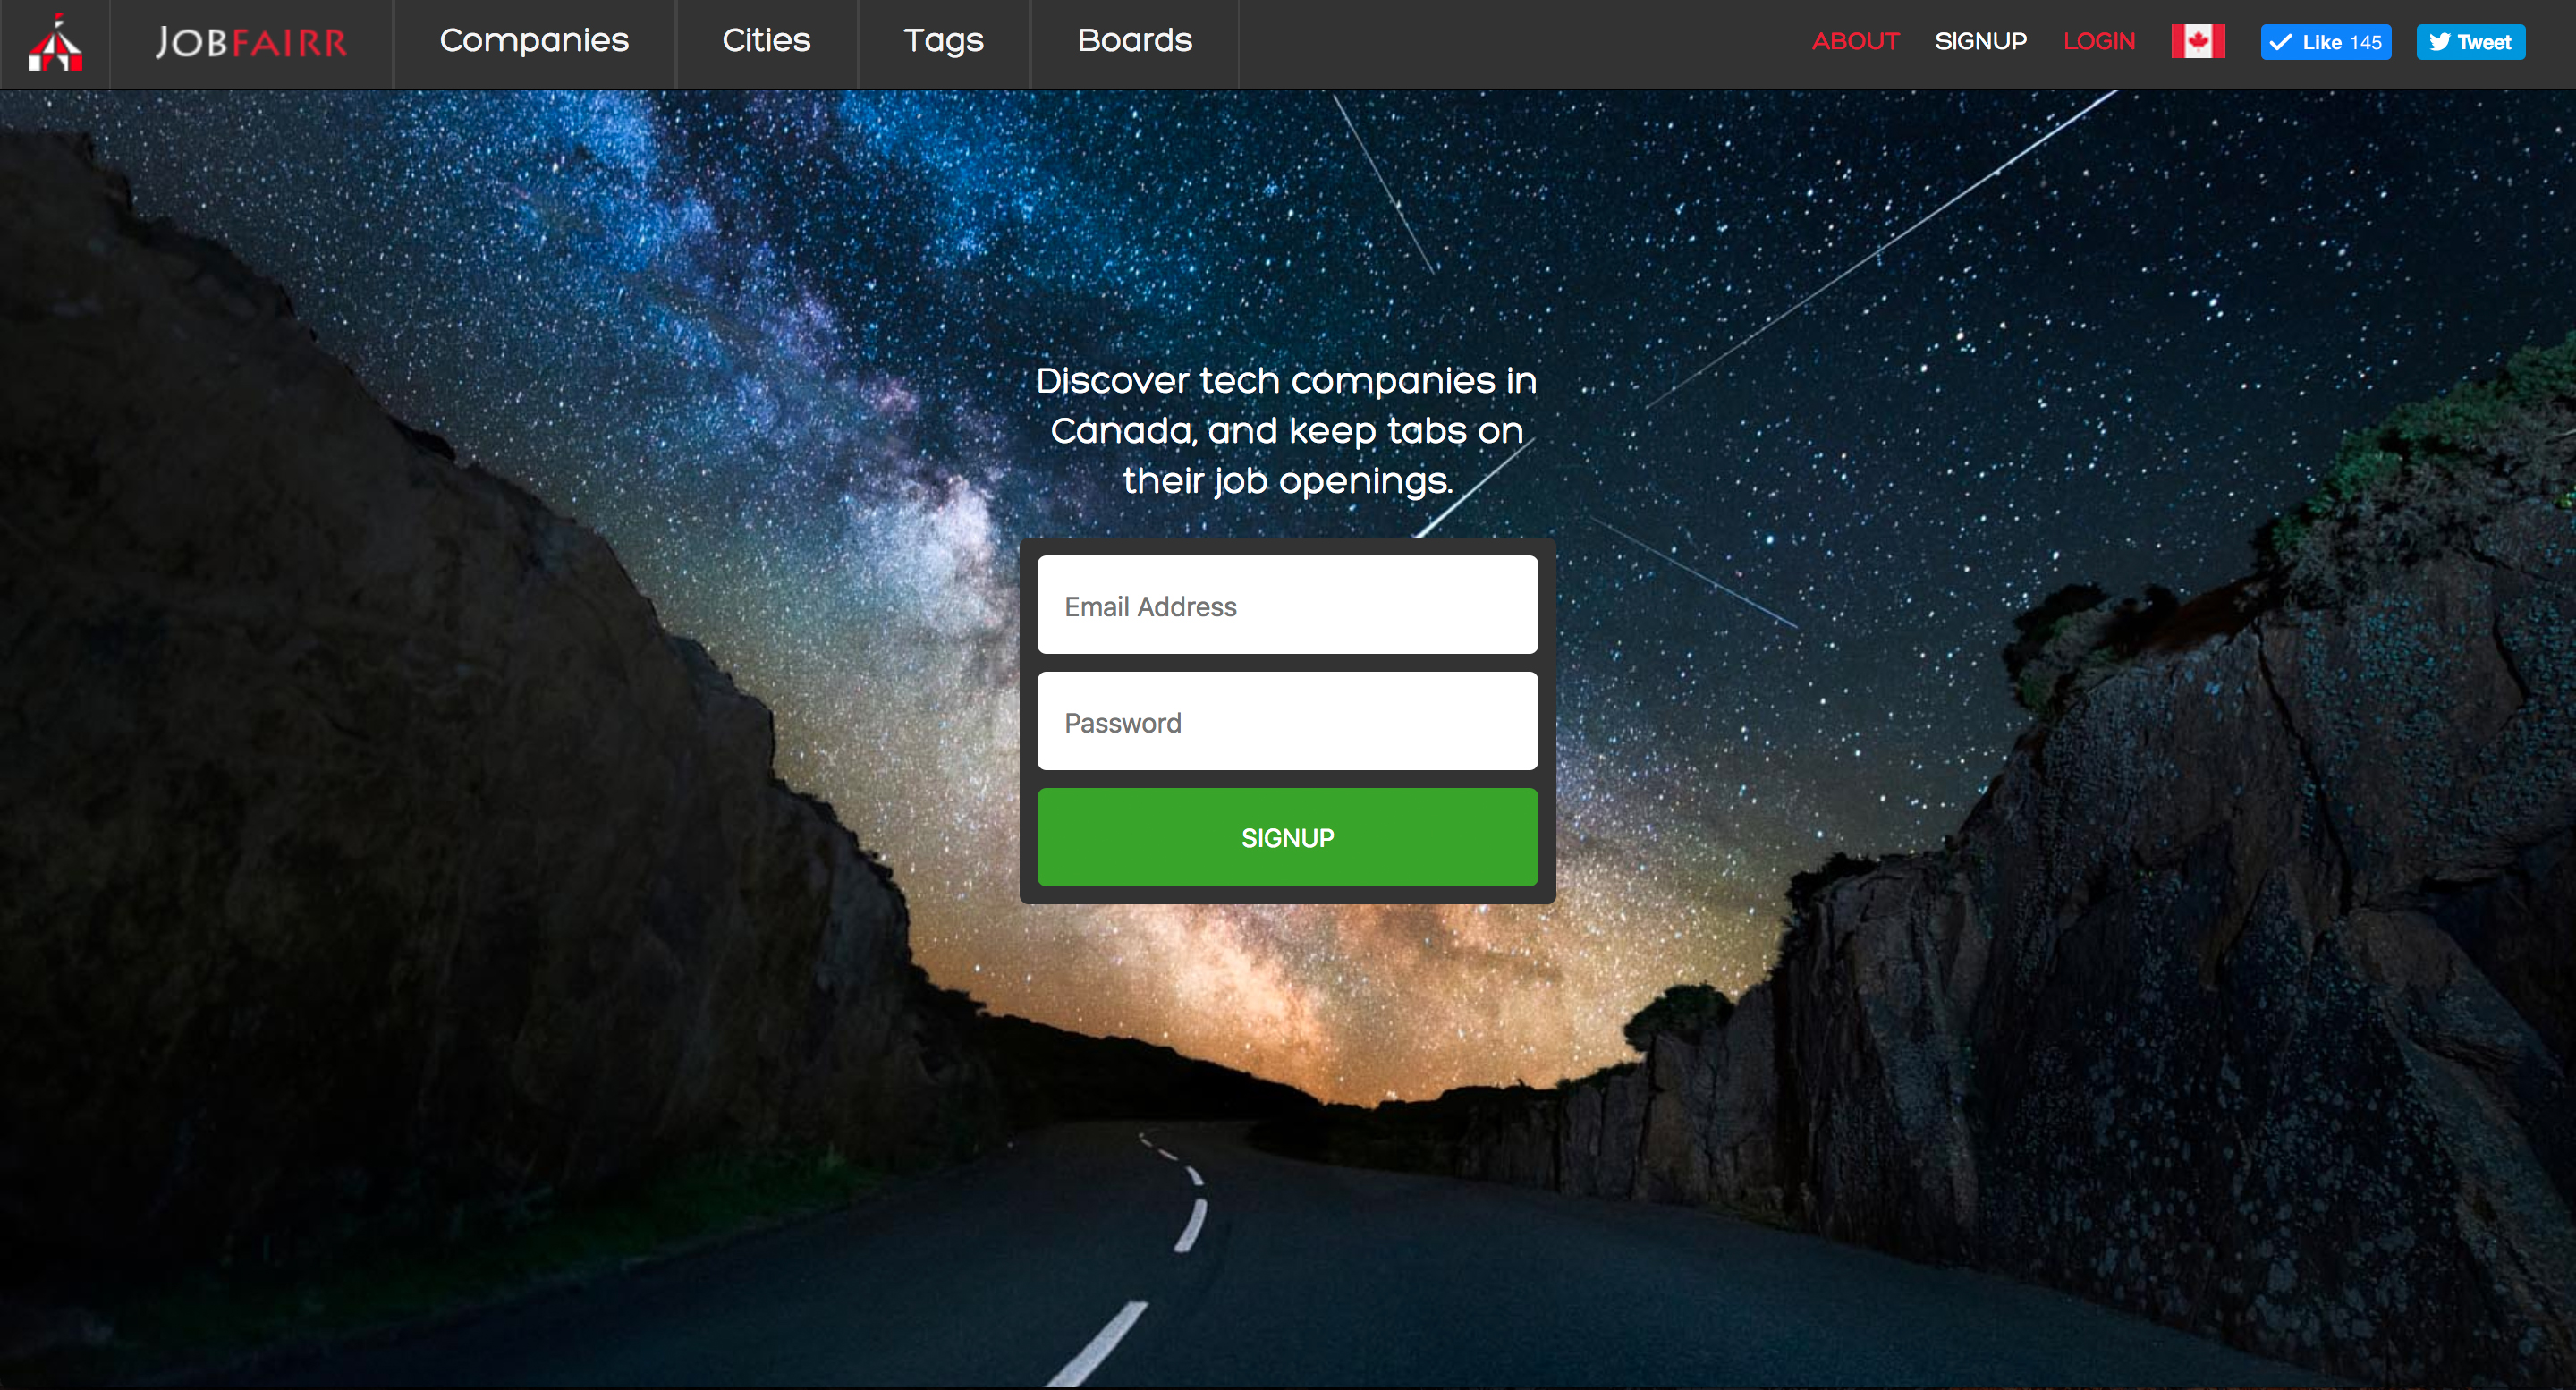 JOBFAIRR
Companies
Cities
Tags
Boards
ABOUT
SIGNUP
LOGIN
Like 145
Tweet
Discover tech companies in
Canada, and keep tabs on
their job openings.
Email Address
Password
SIGNUP